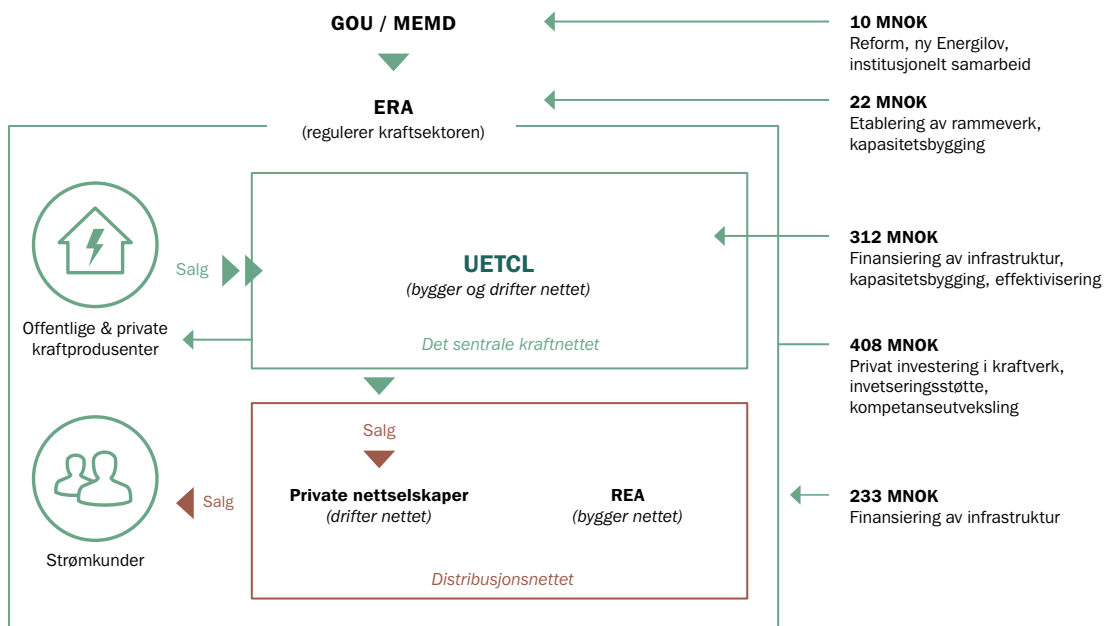 GOU / MEMD
10 MNOK
Reform, ny Energilov,
institusjonelt samarbeid
ERA
(regulerer kraftsektoren)
22 MNOK
Etablering av rammeverk,
kapasitetsbygging
Salg
Offentlige & private
kraftprodusenter
UETCL
(bygger og drifter nettet)
Det sentrale kraftnettet
312 MNOK
Finansiering av infrastruktur,
kapasitetsbygging, effektivisering
408 MNOK
Privat investering i kraftverk,
invetseringsstøtte,
kompetanseutveksling
Salg
Private nettselskaper
(drifter nettet)
REA
(bygger nettet)
Distribusjonsnettet
Salg
Strømkunder
233 MNOK
Finansiering av infrastruktur